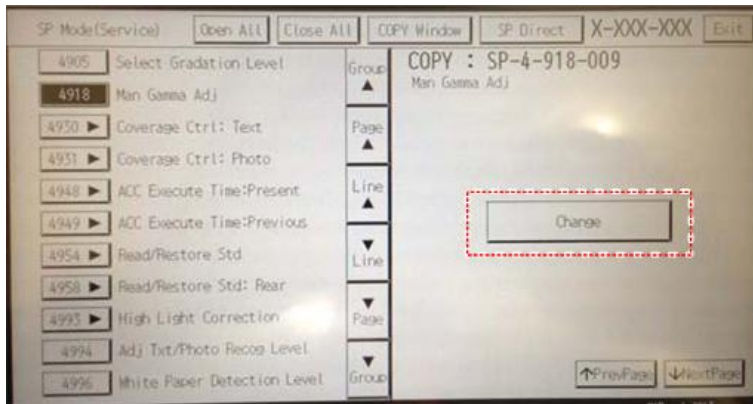 SP Mode(Service) Open All Close All COPY Window SP Direct X-XXX-XXX Exit
4905 Select Gradation Level
4918 Man Gamma Adj
4930 ▶ Coverage Ctrl: Text
4931 ▶ Coverage Ctrl: Photo
4948 ▶ ACC Execute Time:Present
4949 ▶ ACC Execute Time:Previous
4954 ▶ Read/Restore Std
4958 ▶ Read/Restore Std: Rear
4993 ▶ High Light Correction
4994 Adj Txt/Photo Recog Level
4996 White Paper Detection Level
Group ▲
Page ▲
Line ▲
▼ Line
▼ Page
▼ Group
COPY : SP-4-918-009
Man Gamma Adj
Change
↑PrevPage ↓NextPage